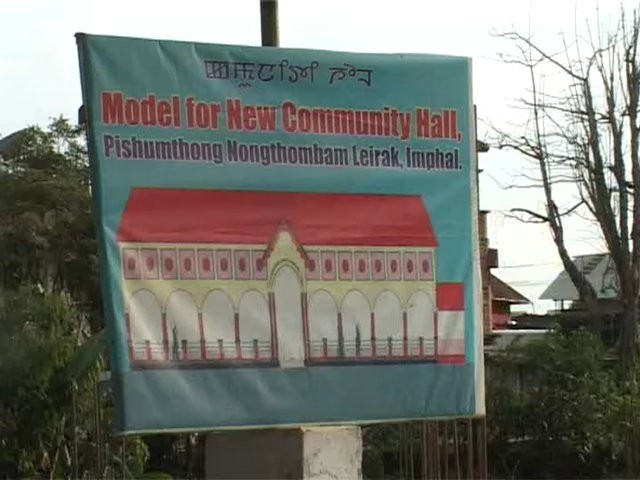 Model for New Community Hall,
Pishumthong Nongthombam Leirak, Imphal.